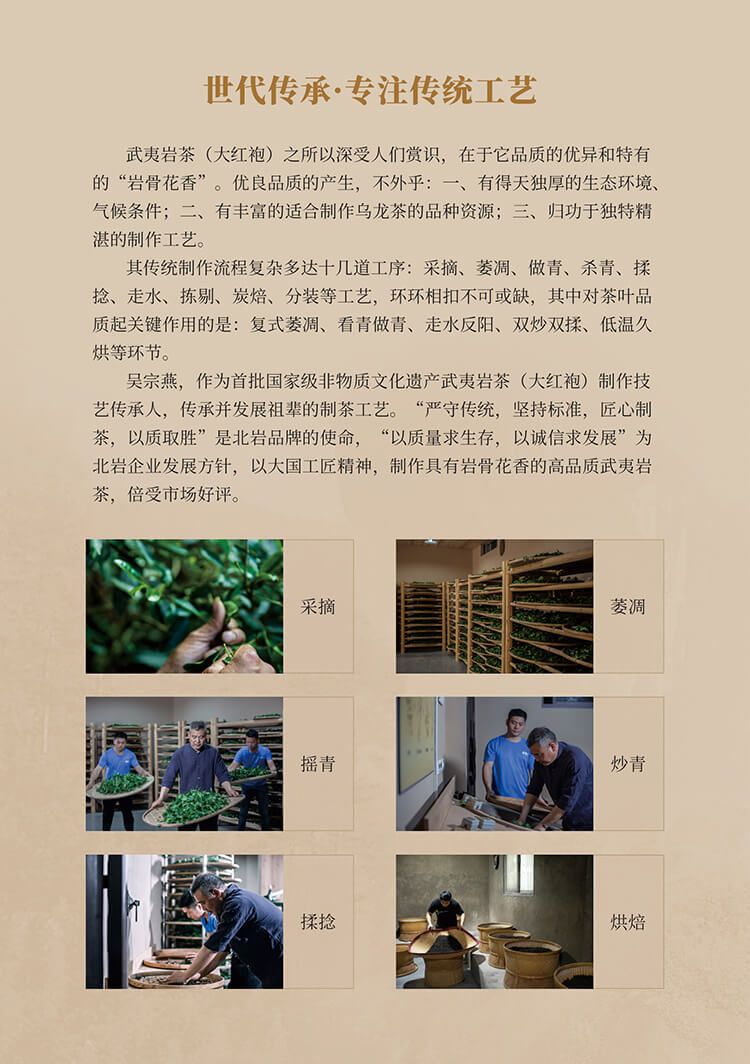 世代传承·专注传统工艺
武夷岩茶（大红袍）之所以深受人们赏识，在于它品质的优异和特有
的“岩骨花香”。优良品质的产生，不外乎：一、有得天独厚的生态环境、
气候条件；二、有丰富的适合制作乌龙茶的品种资源；三、归功于独特精
湛的制作工艺。
其传统制作流程复杂多达十几道工序：采摘、萎凋、做青、杀青、揉
捻、走水、拣剔、炭焙、分装等工艺，环环相扣不可或缺，其中对茶叶品
质起关键作用的是：复式萎凋、看青做青、走水反阳、双炒双揉、低温久
烘等环节。
吴宗燕，作为首批国家级非物质文化遗产武夷岩茶（大红袍）制作技
艺传承人，传承并发展祖辈的制茶工艺。“严守传统，坚持标准，匠心制
茶，以质取胜”是北岩品牌的使命，“以质量求生存，以诚信求发展”为
北岩企业发展方针，以大国工匠精神，制作具有岩骨花香的高品质武夷岩
茶，倍受市场好评。
采摘
萎凋
摇青
炒青
揉捻
烘焙